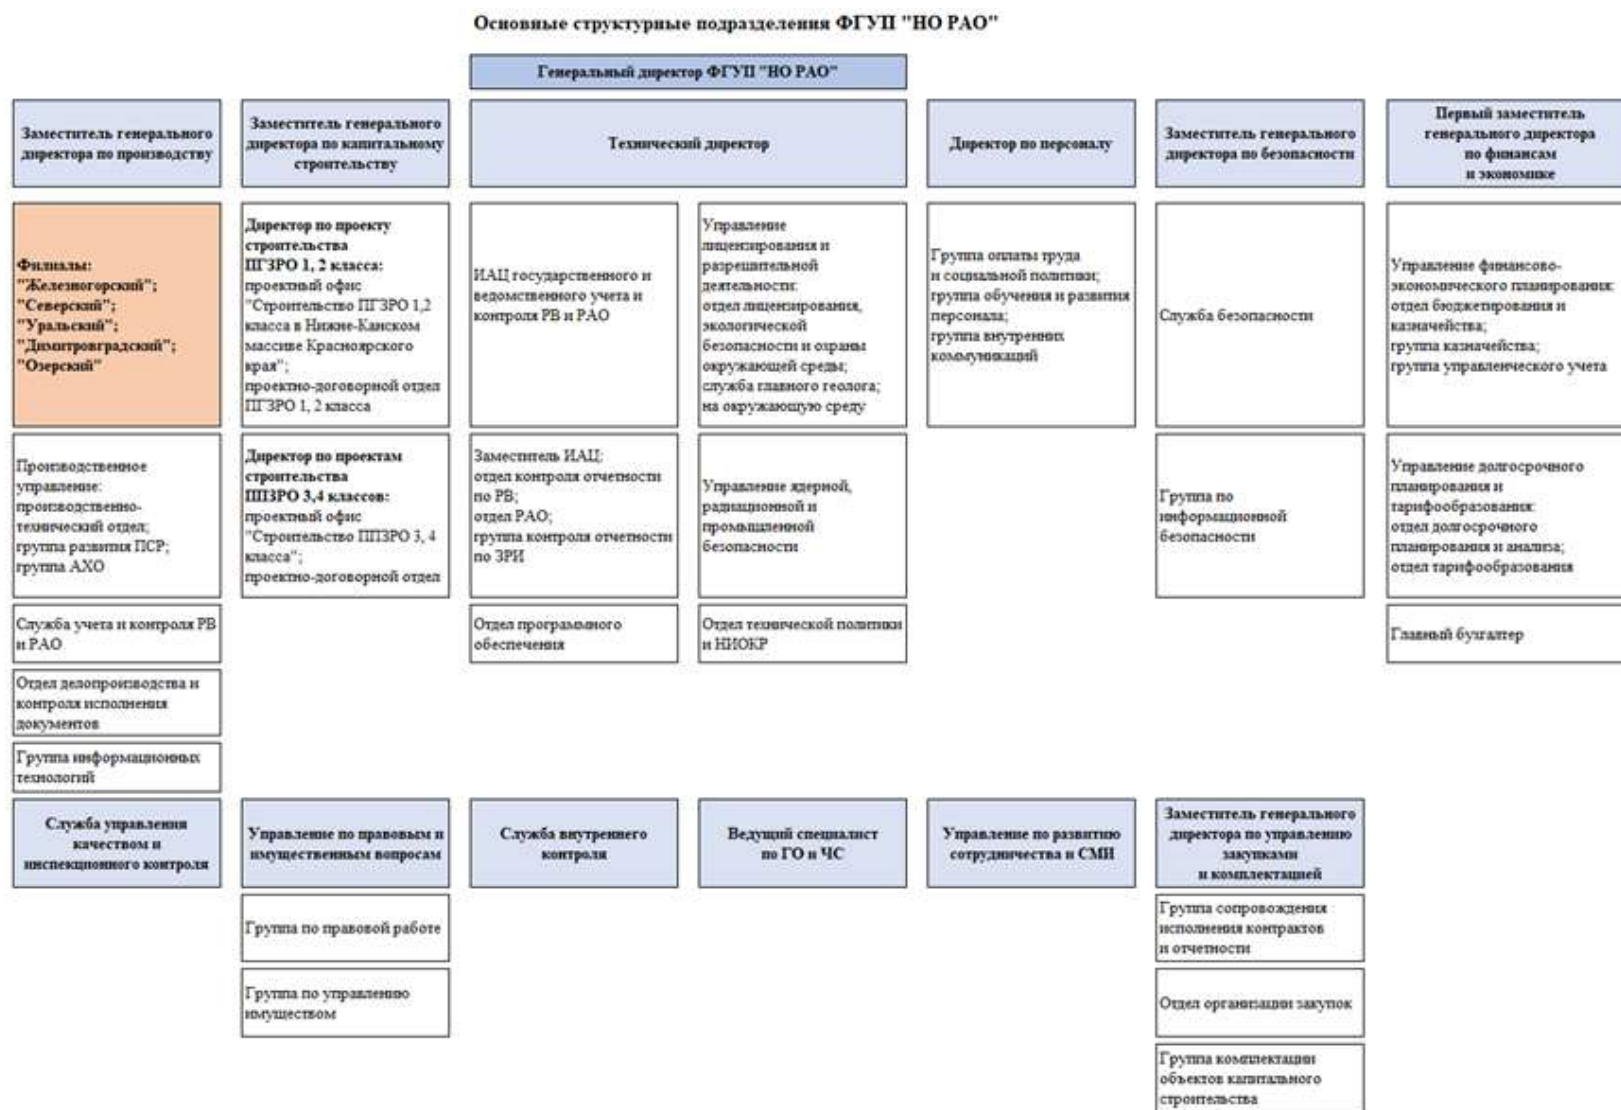 Основные структурные подразделения ФГУП "НО РАО"
Генеральный директор ФГУП "НО РАО"
Заместитель генерального
директора по производству
Заместитель генерального
директора по капитальному
строительству
Технический директор
Директор по персоналу
Заместитель генерального
директора по безопасности
Первый заместитель
генерального директора
по финансам
и экономике
Филиалы:
"Железногорский";
"Северский";
"Уральский";
"Димитровградский";
"Озерский"
Директор по проекту
строительства
ПГЗРО 1, 2 класса:
проектный офис
"Строительство ПГЗРО 1,2
класса в Нижне-Канском
массиве Красноярского
края";
проектно-договорной отдел
ПГЗРО 1, 2 класса
ИАЦ государственного и
ведомственного учета и
контроля РВ и РАО
Управление
лицензирования и
разрешительной
деятельности:
отдел лицензирования,
экологической
безопасности и охраны
окружающей среды;
служба главного геолога;
на окружающую среду
Группа оплаты труда
и социальной политики;
группа обучения и развития
персонала;
группа внутренних
коммуникаций
Служба безопасности
Управление финансово-
экономического планирования:
отдел бюджетирования и
казначейства;
группа казначейства;
группа управленческого учета
Производственное
управление:
производственно-
технический отдел;
группа развития ПСР;
группа АХО
Директор по проектам
строительства
ППЗРО 3,4 классов:
проектный офис
"Строительство ППЗРО 3, 4
класса";
проектно-договорной отдел
Заместитель ИАЦ:
отдел контроля отчетности
по РВ;
отдел РАО;
группа контроля отчетности
по ЗРИ
Управление ядерной,
радиационной и
промышленной
безопасности
Группа по
информационной
безопасности
Управление долгосрочного
планирования и
тарифообразования:
отдел долгосрочного
планирования и анализа;
отдел тарифообразования
Служба учета и контроля РВ
и РАО
Отдел программного
обеспечения
Отдел технической политики
и НИОКР
Главный бухгалтер
Отдел делопроизводства и
контроля исполнения
документов
Группа информационных
технологий
Служба управления
качеством и
инспекционного контроля
Управление по правовым и
имущественным вопросам
Служба внутреннего
контроля
Ведущий специалист
по ГО и ЧС
Управление по развитию
сотрудничества и СМИ
Заместитель генерального
директора по управлению
закупками
и комплектацией
Группа по правовой работе
Группа сопровождения
исполнения контрактов
и отчетности
Группа по управлению
имуществом
Отдел организации закупок
Группа комплектации
объектов капитального
строительства